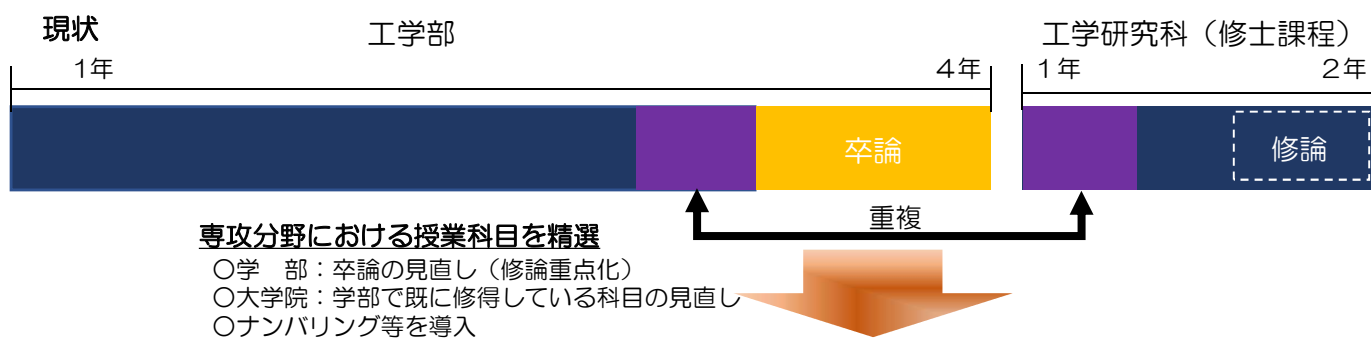 現状
工学部
工学研究科（修士課程）
1年
4年
1年
2年
卒論
修論
重複
専攻分野における授業科目を精選
〇学　部：卒論の見直し（修論重点化）
〇大学院：学部で既に修得している科目の見直し
〇ナンバリング等を導入